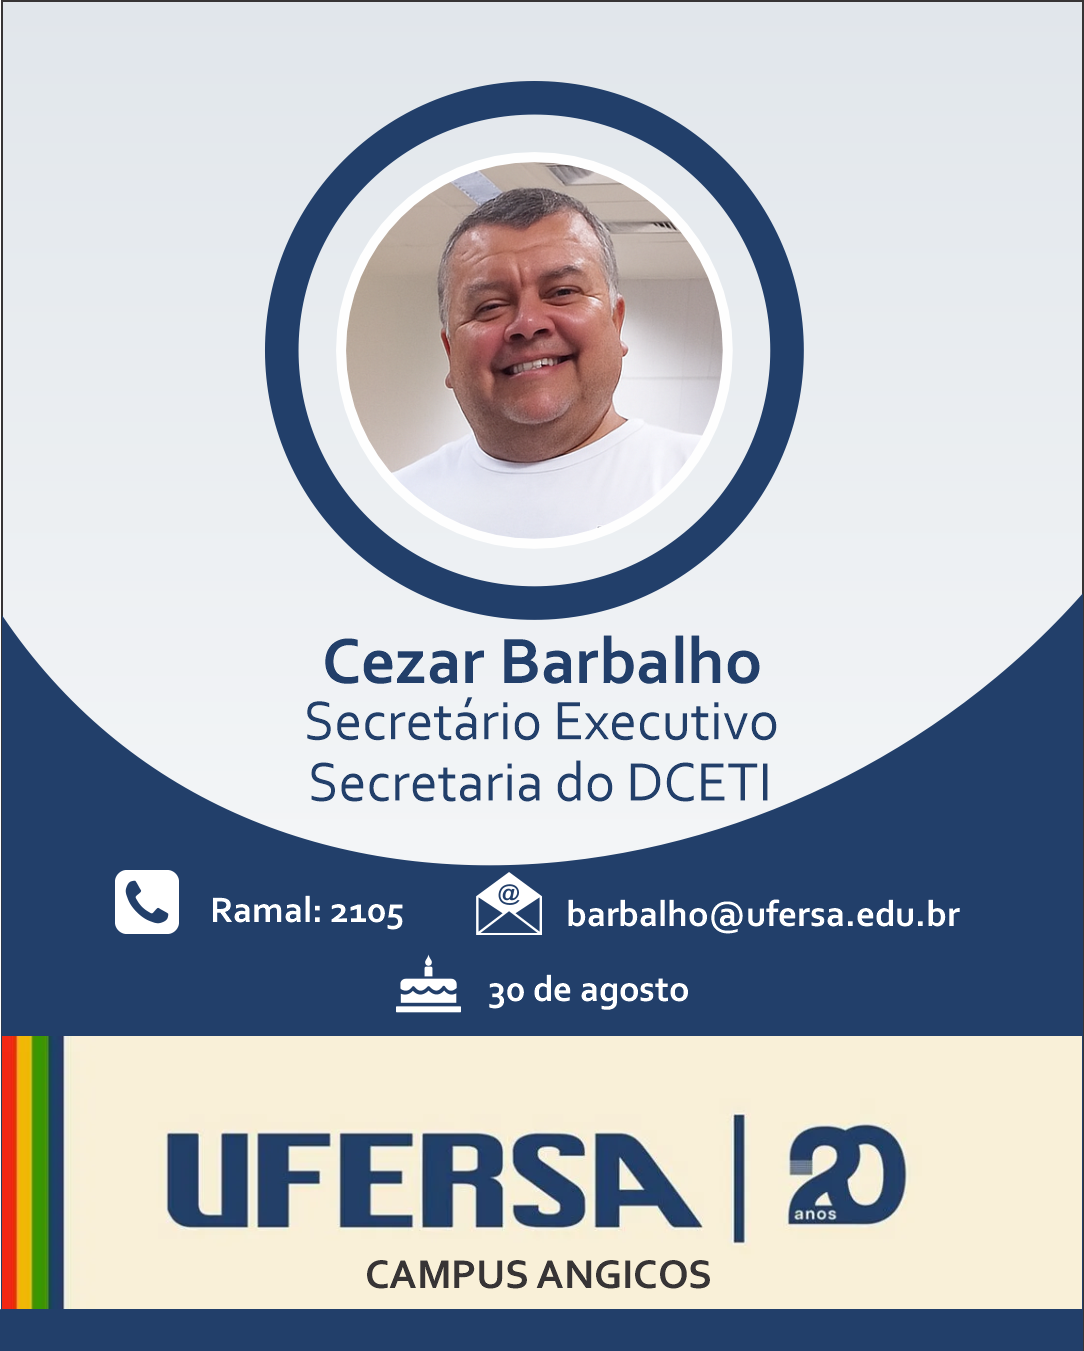 Cezar Barbalho
Secretário Executivo
Secretaria do DCETI
Ramal: 2105
@
barbalho@ufersa.edu.br
30 de agosto
UFERSA
20
anos
CAMPUS ANGICOS